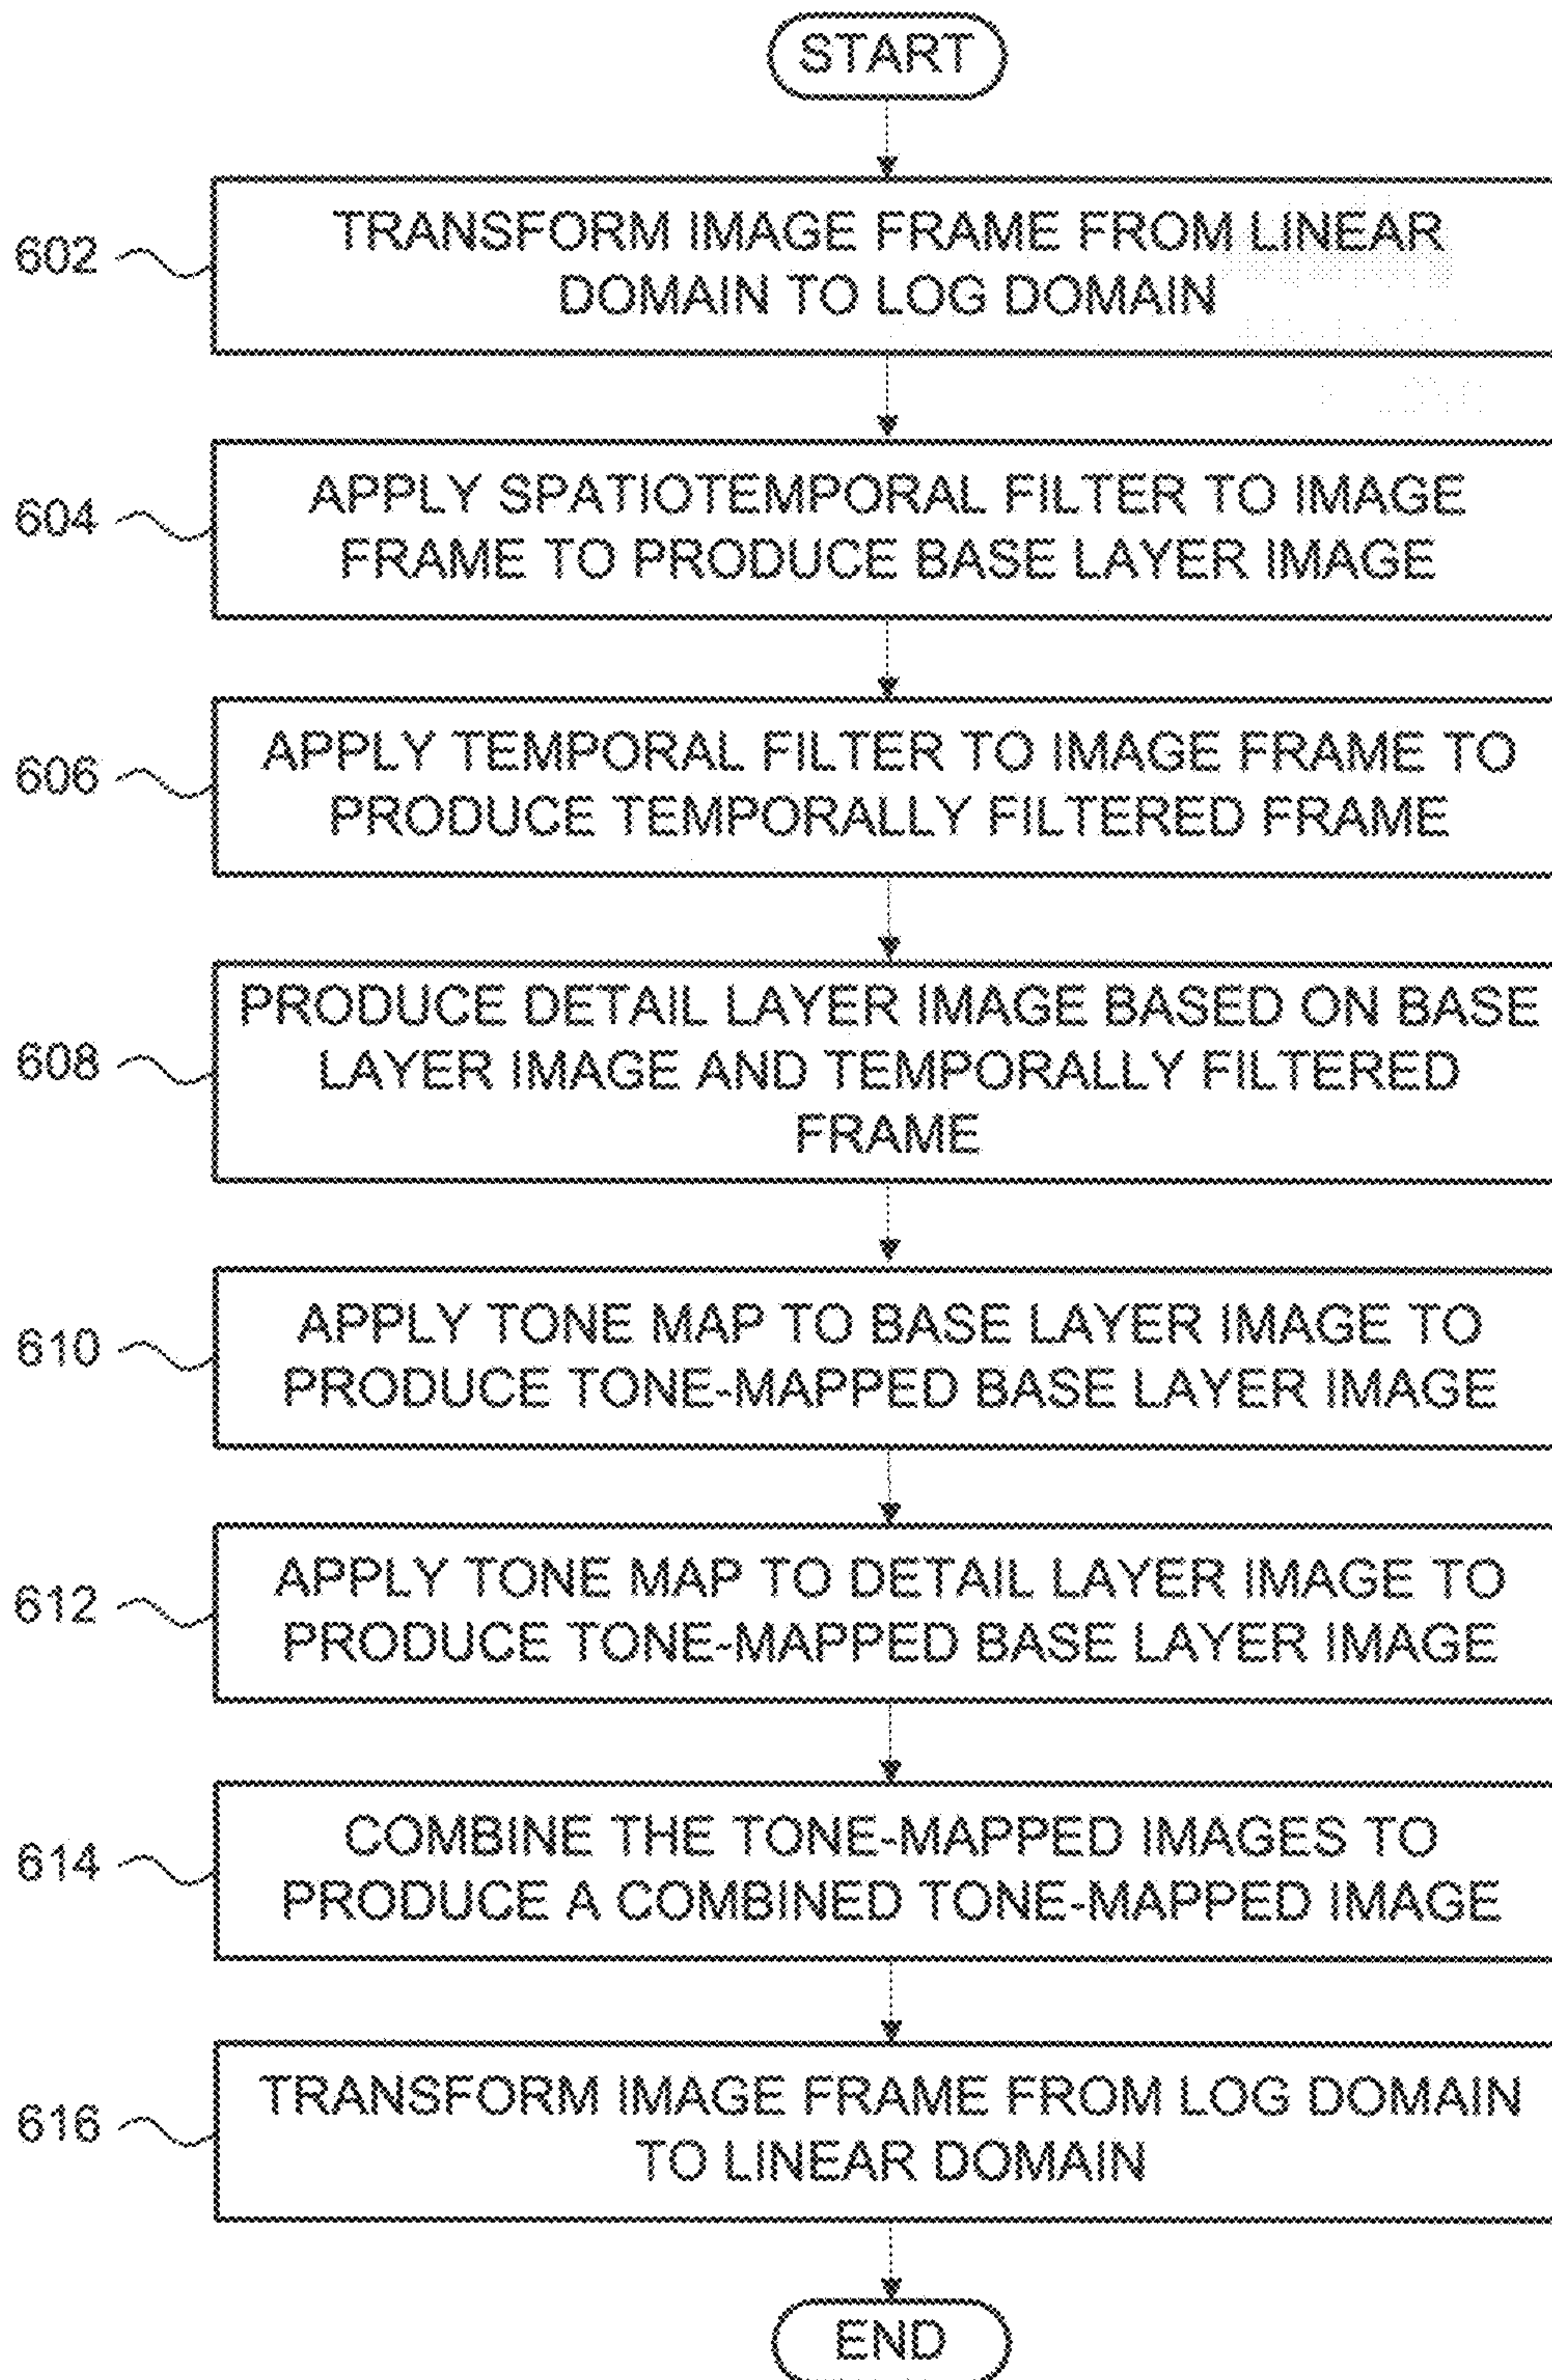 START
602
TRANSFORM IMAGE FRAME FROM LINEAR
DOMAIN TO LOG DOMAIN
604
APPLY SPATIOTEMPORAL FILTER TO IMAGE
FRAME TO PRODUCE BASE LAYER IMAGE
606
APPLY TEMPORAL FILTER TO IMAGE FRAME TO
PRODUCE TEMPORALLY FILTERED FRAME
608
PRODUCE DETAIL LAYER IMAGE BASED ON BASE
LAYER IMAGE AND TEMPORALLY FILTERED
FRAME
610
APPLY TONE MAP TO BASE LAYER IMAGE TO
PRODUCE TONE-MAPPED BASE LAYER IMAGE
612
APPLY TONE MAP TO DETAIL LAYER IMAGE TO
PRODUCE TONE-MAPPED BASE LAYER IMAGE
614
COMBINE THE TONE-MAPPED IMAGES TO
PRODUCE A COMBINED TONE-MAPPED IMAGE
616
TRANSFORM IMAGE FRAME FROM LOG DOMAIN
TO LINEAR DOMAIN
END